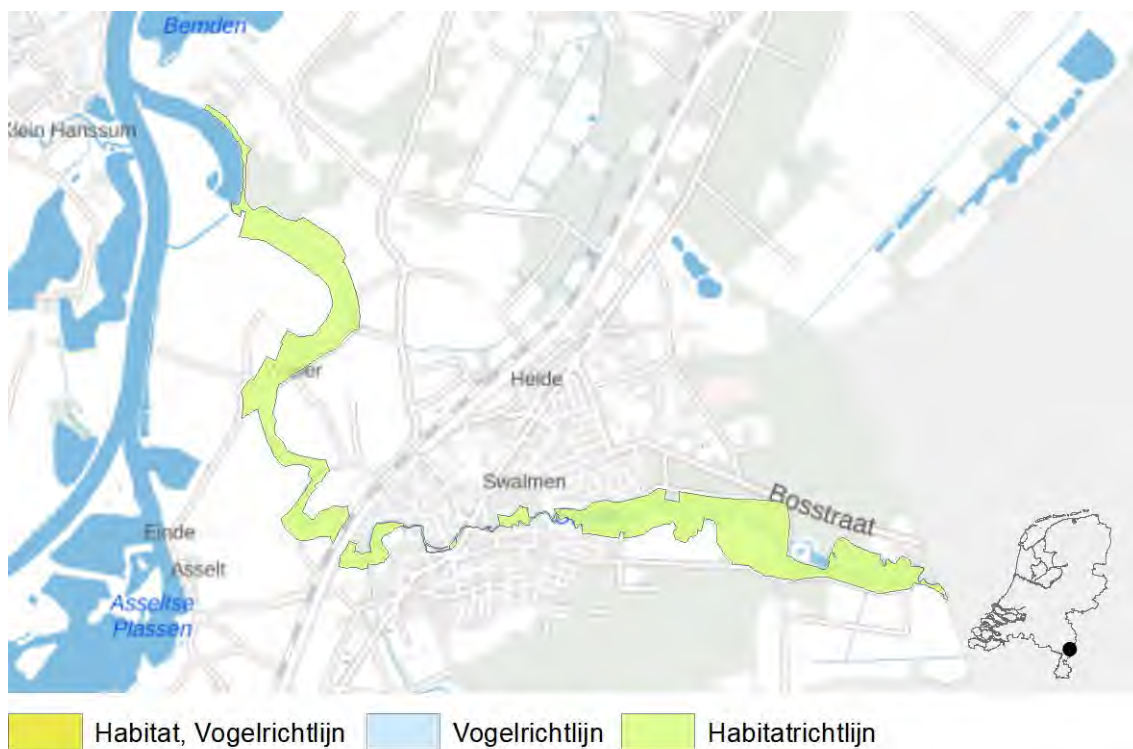 Bemden
Klein Hanssum
Heide
Swalmen
Bosstraat
Einde
Asselt
Asseltse
Plassen
Habitat, Vogelrichtlijn
Vogelrichtlijn
Habitatrichtlijn